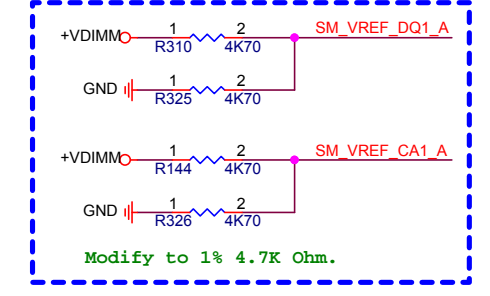 +VDIMM 1 2 SM_VREF_DQ1_A
R310 4K70
GND 1 2
R325 4K70
+VDIMM 1 2 SM_VREF_CA1_A
R144 4K70
GND 1 2
R326 4K70
Modify to 1% 4.7K Ohm.